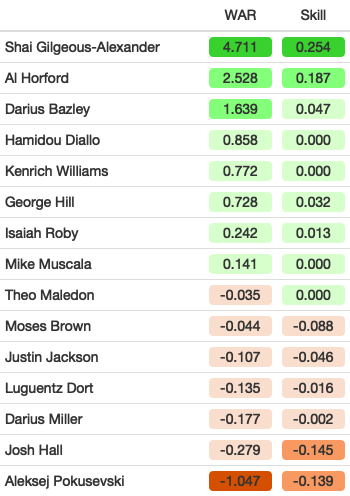 WAR Skill
Shai Gilgeous-Alexander 4.711 0.254
Al Horford 2.528 0.187
Darius Bazley 1.639 0.047
Hamidou Diallo 0.858 0.000
Kenrich Williams 0.772 0.000
George Hill 0.728 0.032
Isaiah Roby 0.242 0.013
Mike Muscala 0.141 0.000
Theo Maledon -0.035 0.000
Moses Brown -0.044 -0.088
Justin Jackson -0.107 -0.046
Luguentz Dort -0.135 -0.016
Darius Miller -0.177 -0.002
Josh Hall -0.279 -0.145
Aleksej Pokusevski -1.047 -0.139